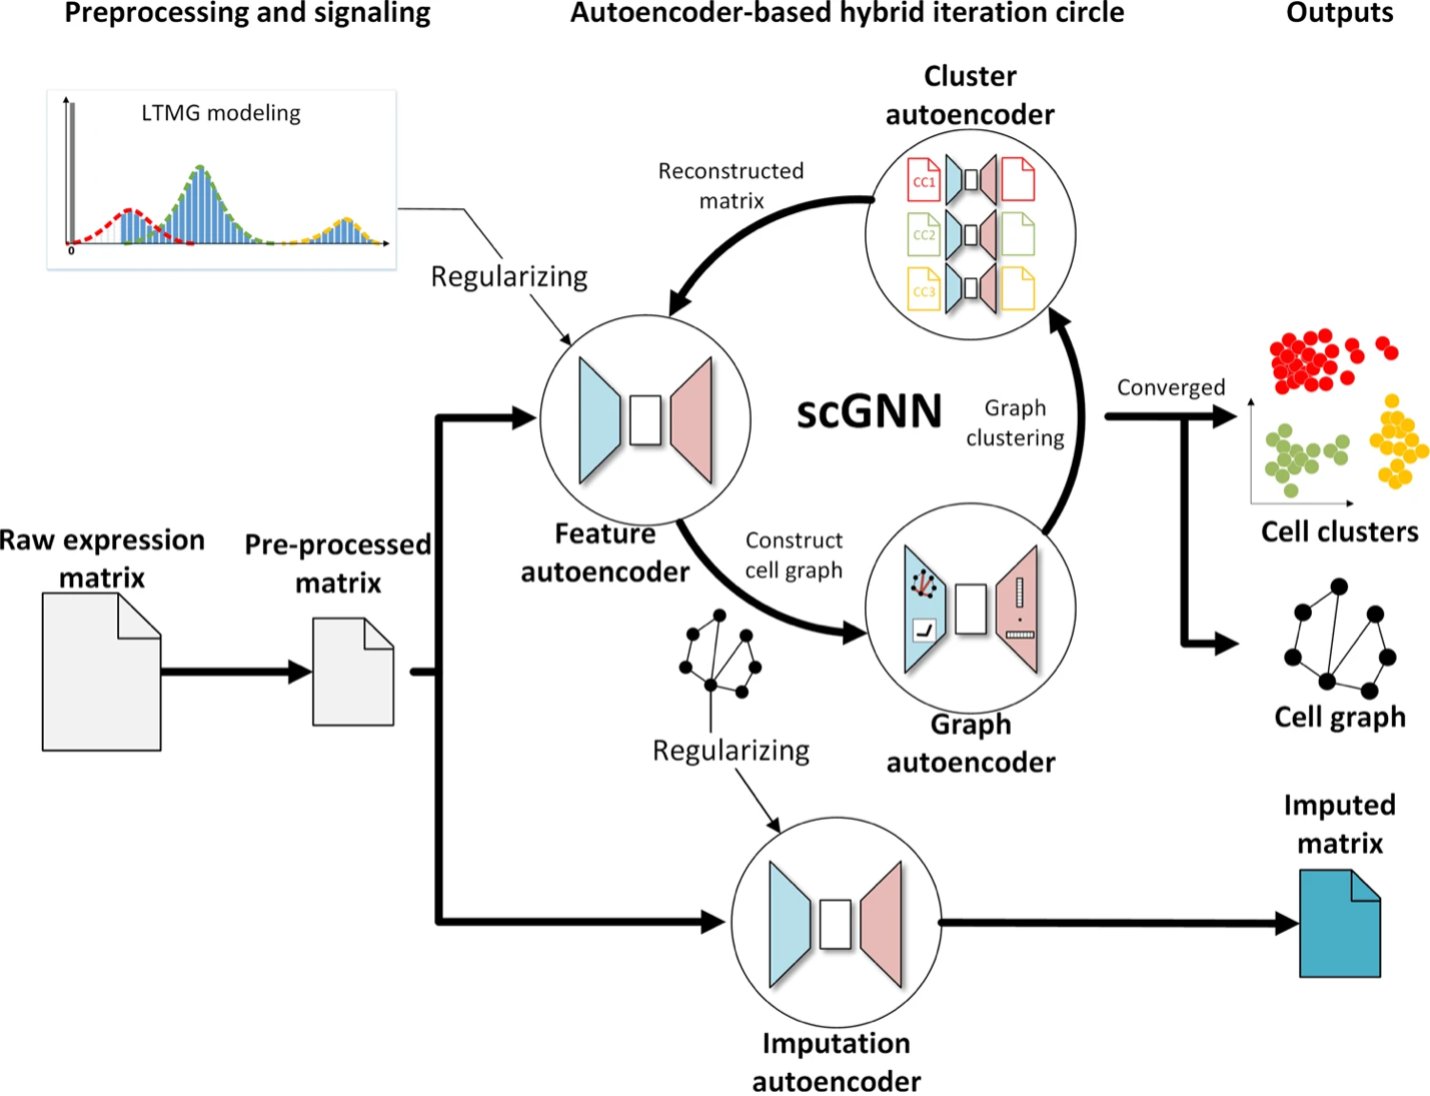 Preprocessing and signaling
Autoencoder-based hybrid iteration circle
Outputs
LTMG modeling
0
Regularizing
Reconstructed
matrix
Cluster
autoencoder
CC1
CC2
CC3
scGNN
Graph
clustering
Converged
Cell clusters
Raw expression
matrix
Pre-processed
matrix
Feature
autoencoder
Construct
cell graph
Graph
autoencoder
Cell graph
Regularizing
Imputed
matrix
Imputation
autoencoder